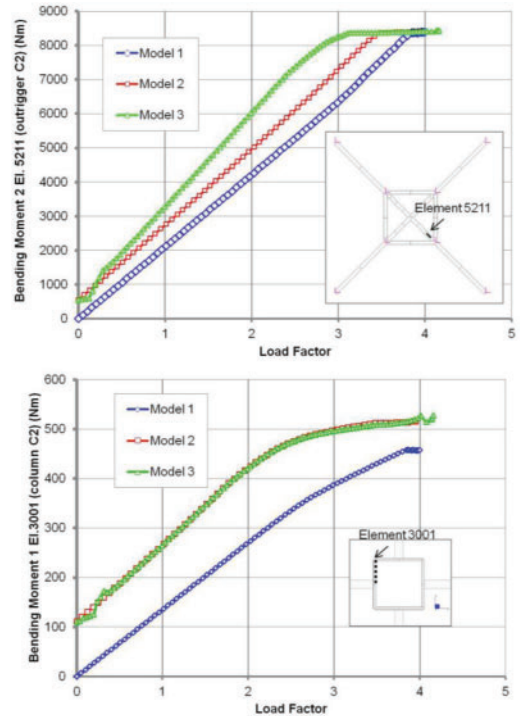 9000
8000
7000
6000
5000
4000
3000
2000
1000
0
Bending Moment 2 El. 5211 (outrigger C2) (Nm)
Model 1
Model 2
Model 3
Element 5211
0 1 2 3 4 5
Load Factor
600
500
400
300
200
100
0
Bending Moment 1 El.3001 (column C2) (Nm)
Model 1
Model 2
Model 3
Element 3001
0 1 2 3 4 5
Load Factor